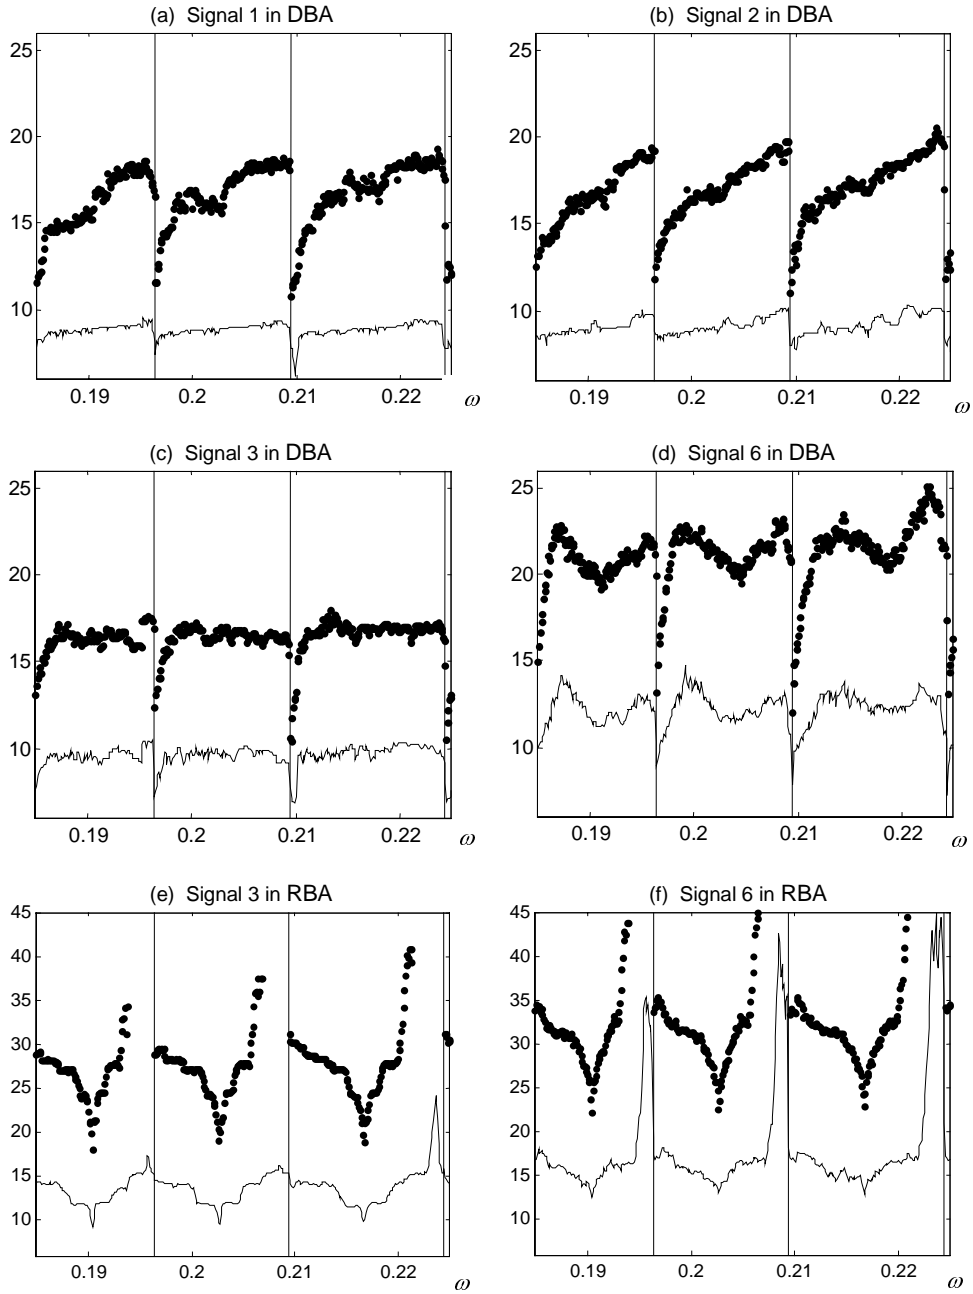 (a) Signal 1 in DBA
25
20
15
10
0.19 0.2 0.21 0.22 ω
(b) Signal 2 in DBA
25
20
15
10
0.19 0.2 0.21 0.22 ω
(c) Signal 3 in DBA
25
20
15
10
0.19 0.2 0.21 0.22 ω
(d) Signal 6 in DBA
25
20
15
10
0.19 0.2 0.21 0.22 ω
(e) Signal 3 in RBA
45
40
35
30
25
20
15
10
0.19 0.2 0.21 0.22 ω
(f) Signal 6 in RBA
45
40
35
30
25
20
15
10
0.19 0.2 0.21 0.22 ω